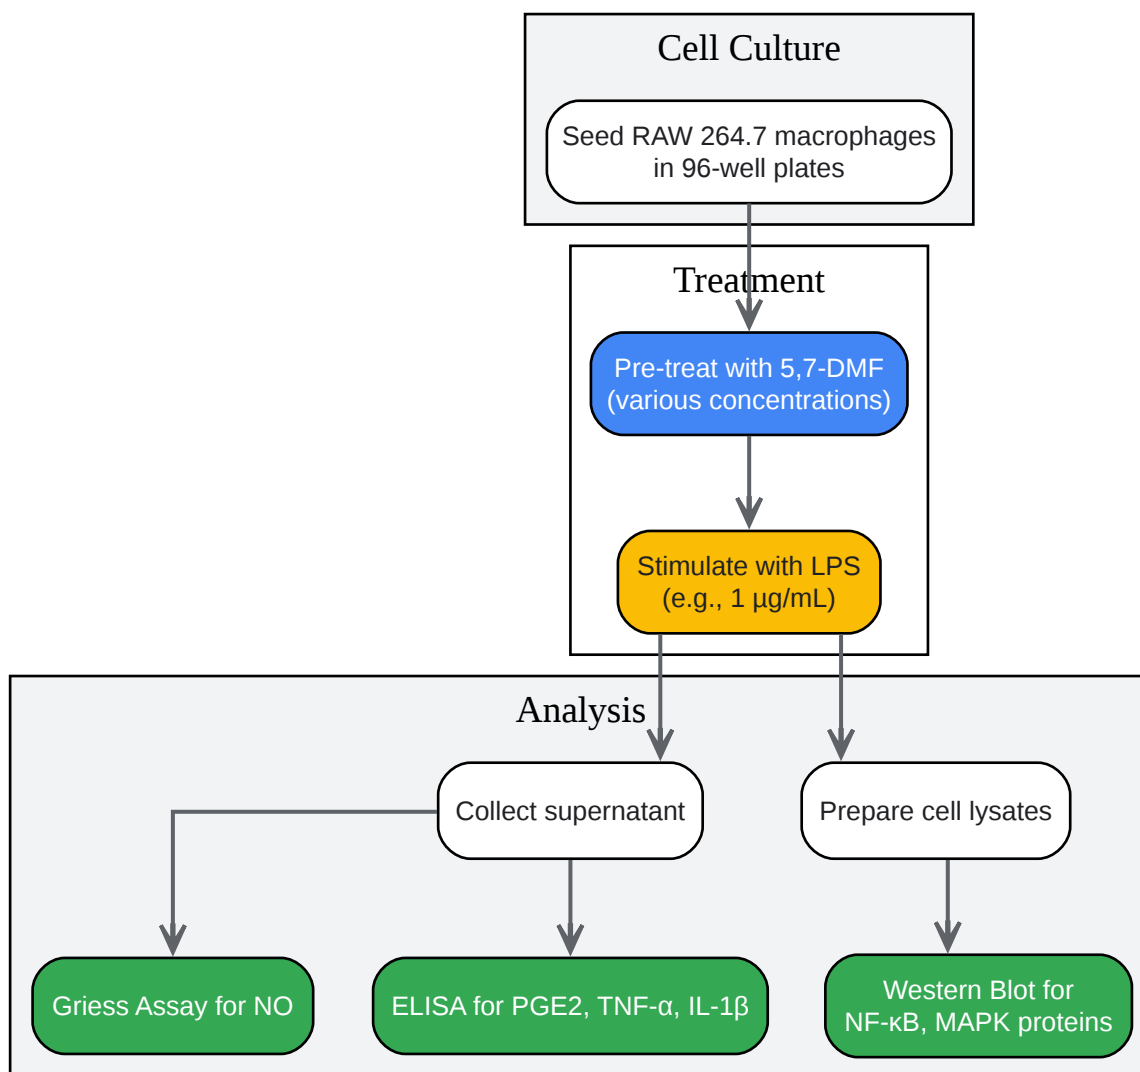 Cell Culture
Seed RAW 264.7 macrophages
in 96-well plates
Treatment
Pre-treat with 5,7-DMF
(various concentrations)
Stimulate with LPS
(e.g., 1 µg/mL)
Analysis
Collect supernatant
Prepare cell lysates
Griess Assay for NO
ELISA for PGE2, TNF-α, IL-1β
Western Blot for
NF-κB, MAPK proteins